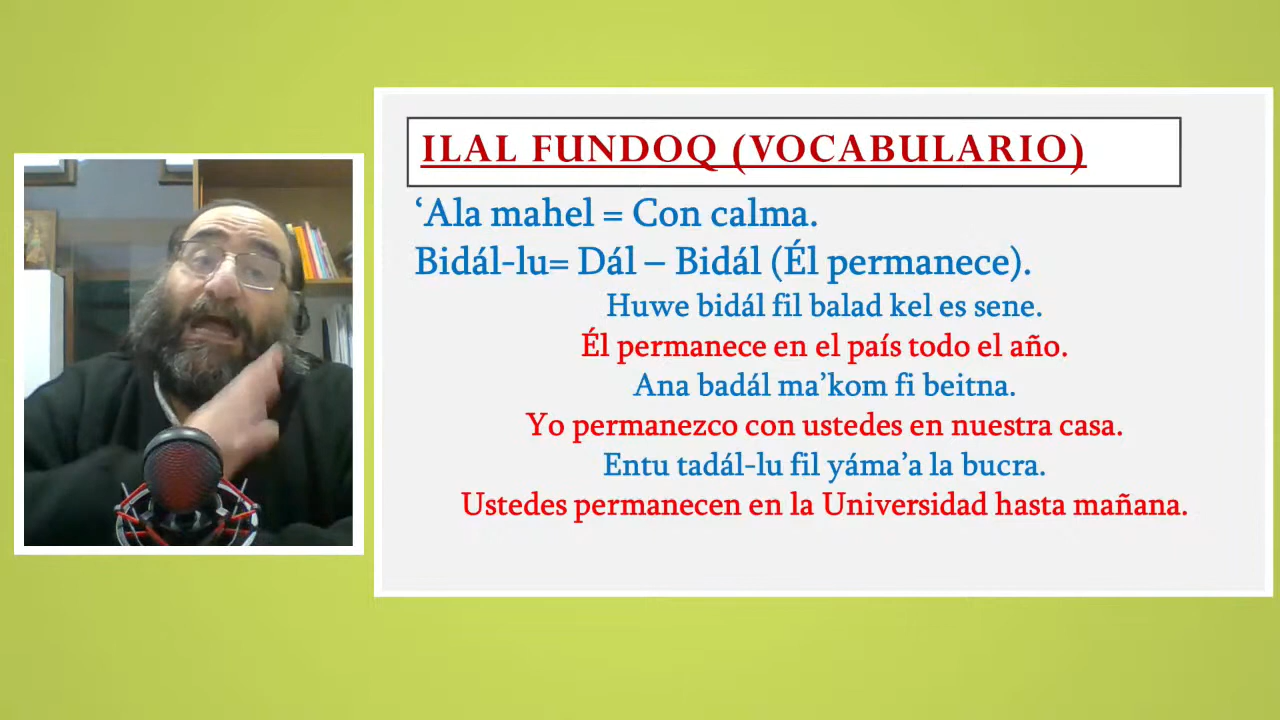 ILAL FUNDOQ (VOCABULARIO)
‘Ala mahel = Con calma.
Bidál-lu= Dál – Bidál (Él permanece).
Huwe bidál fil balad kel es sene.
Él permanece en el país todo el año.
Ana badál ma’kom fi beitna.
Yo permanezco con ustedes en nuestra casa.
Entu tadál-lu fil yáma’a la bucra.
Ustedes permanecen en la Universidad hasta mañana.